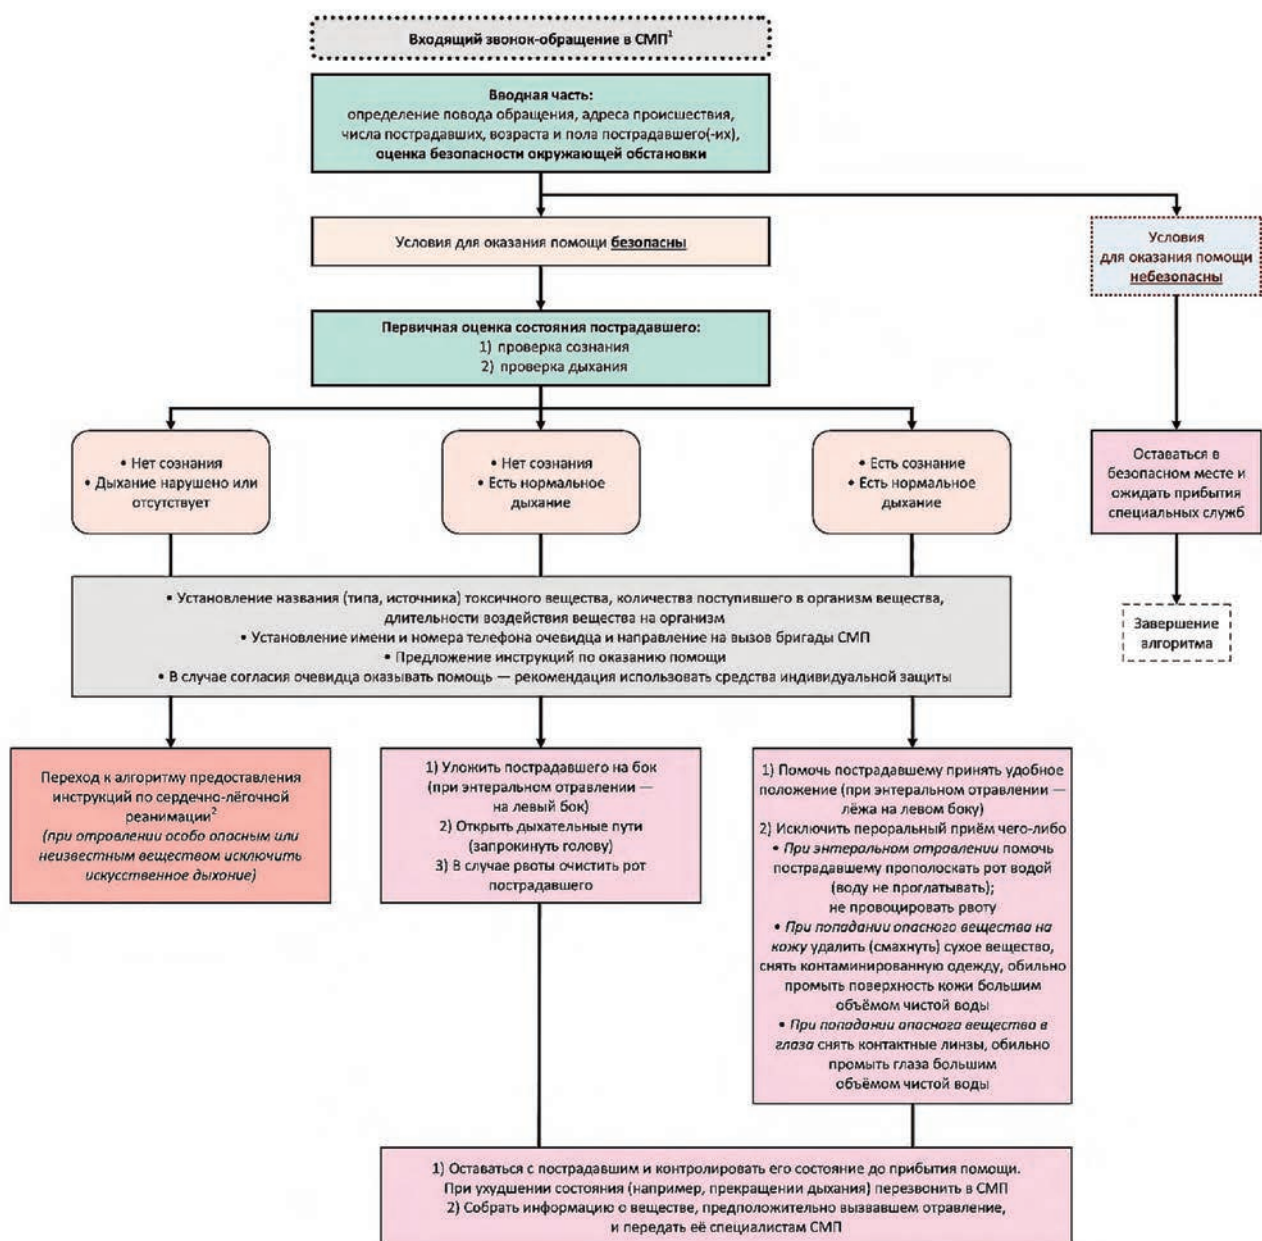 Входящий звонок-обращение в СМП¹
Вводная часть:
определение повода обращения, адреса происшествия,
числа пострадавших, возраста и пола пострадавшего(-их),
оценка безопасности окружающей обстановки
Условия для оказания помощи безопасны
Условия
для оказания помощи
небезопасны
Первичная оценка состояния пострадавшего:
1) проверка сознания
2) проверка дыхания
• Нет сознания
• Дыхание нарушено или
отсутствует
• Нет сознания
• Есть нормальное
дыхание
• Есть сознание
• Есть нормальное
дыхание
Оставаться в
безопасном месте и
ожидать прибытия
специальных служб
• Установление названия (типа, источника) токсичного вещества, количества поступившего в организм вещества,
длительности воздействия вещества на организм
• Установление имени и номера телефона очевидца и направление на вызов бригады СМП
• Предложение инструкций по оказанию помощи
• В случае согласия очевидца оказывать помощь — рекомендация использовать средства индивидуальной защиты
Завершение
алгоритма
Переход к алгоритму предоставления
инструкций по сердечно-лёгочной
реанимации²
(при отравлении особо опасным или
неизвестным веществом исключить
искусственное дыхание)
1) Уложить пострадавшего на бок
(при энтеральном отравлении —
на левый бок)
2) Открыть дыхательные пути
(запрокинуть голову)
3) В случае рвоты очистить рот
пострадавшего
1) Помочь пострадавшему принять удобное
положение (при энтеральном отравлении —
лёжа на левом боку)
2) Исключить пероральный приём чего-либо
• При энтеральном отравлении помочь
пострадавшему прополоскать рот водой
(воду не проглатывать);
не провоцировать рвоту
• При попадании опасного вещества на
кожу удалить (смахнуть) сухое вещество,
снять контаминированную одежду, обильно
промыть поверхность кожи большим
объёмом чистой воды
• При попадании опасного вещества в
глаза снять контактные линзы, обильно
промыть глаза большим
объёмом чистой воды
1) Оставаться с пострадавшим и контролировать его состояние до прибытия помощи.
При ухудшении состояния (например, прекращении дыхания) перезвонить в СМП
2) Собрать информацию о веществе, предположительно вызвавшем отравление,
и передать её специалистам СМП